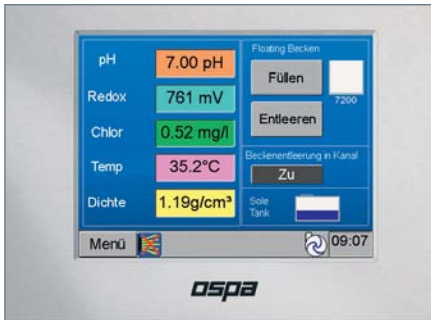 pH 7.00 pH
Redox 761 mV
Chlor 0.52 mg/l
Temp 35.2°C
Dichte 1.19g/cm³
Floating Becken
Füllen
7200
Entleeren
Beckenentleerung in Kanal
Zu
Sole
Tank
Menü 09:07
ospa